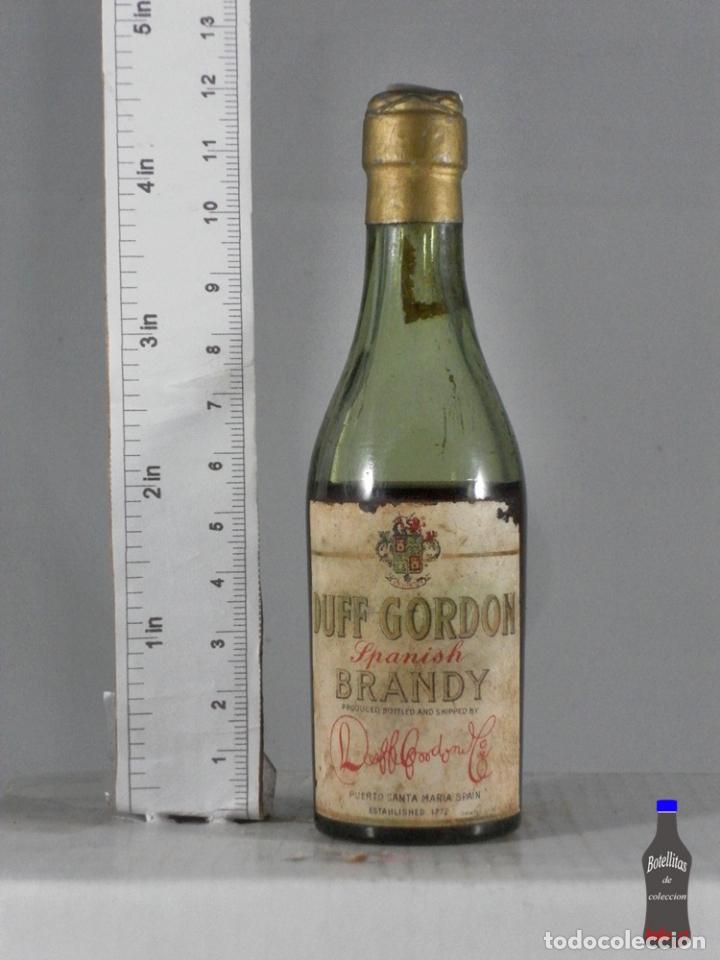 5 in
4 in
3 in
2 in
1 in
13
12
11
10
9
8
7
6
5
4
3
2
1
DUFF GORDON
Spanish
BRANDY
PRODUCED, BOTTLED AND SHIPPED BY
Duff Gordon & Co
PUERTO SANTA MARIA SPAIN
ESTABLISHED 1772
Botellitas
de
coleccion
todocoleccion